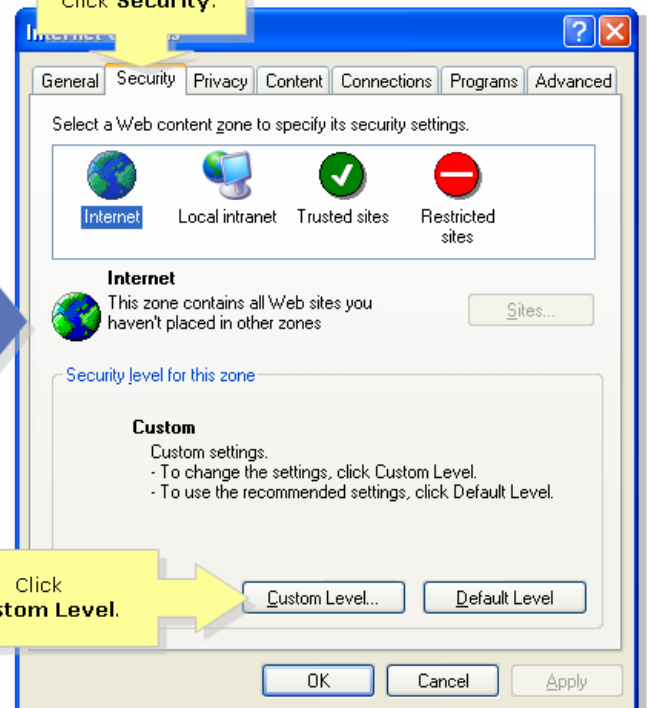 Click Security.
General Security Privacy Content Connections Programs Advanced
Select a Web content zone to specify its security settings.
Internet
Local intranet
Trusted sites
Restricted
sites
Internet
This zone contains all Web sites you
haven't placed in other zones
Sites...
Security level for this zone
Custom
Custom settings.
- To change the settings, click Custom Level.
- To use the recommended settings, click Default Level.
Click
stom Level.
Custom Level...
Default Level
OK
Cancel
Apply